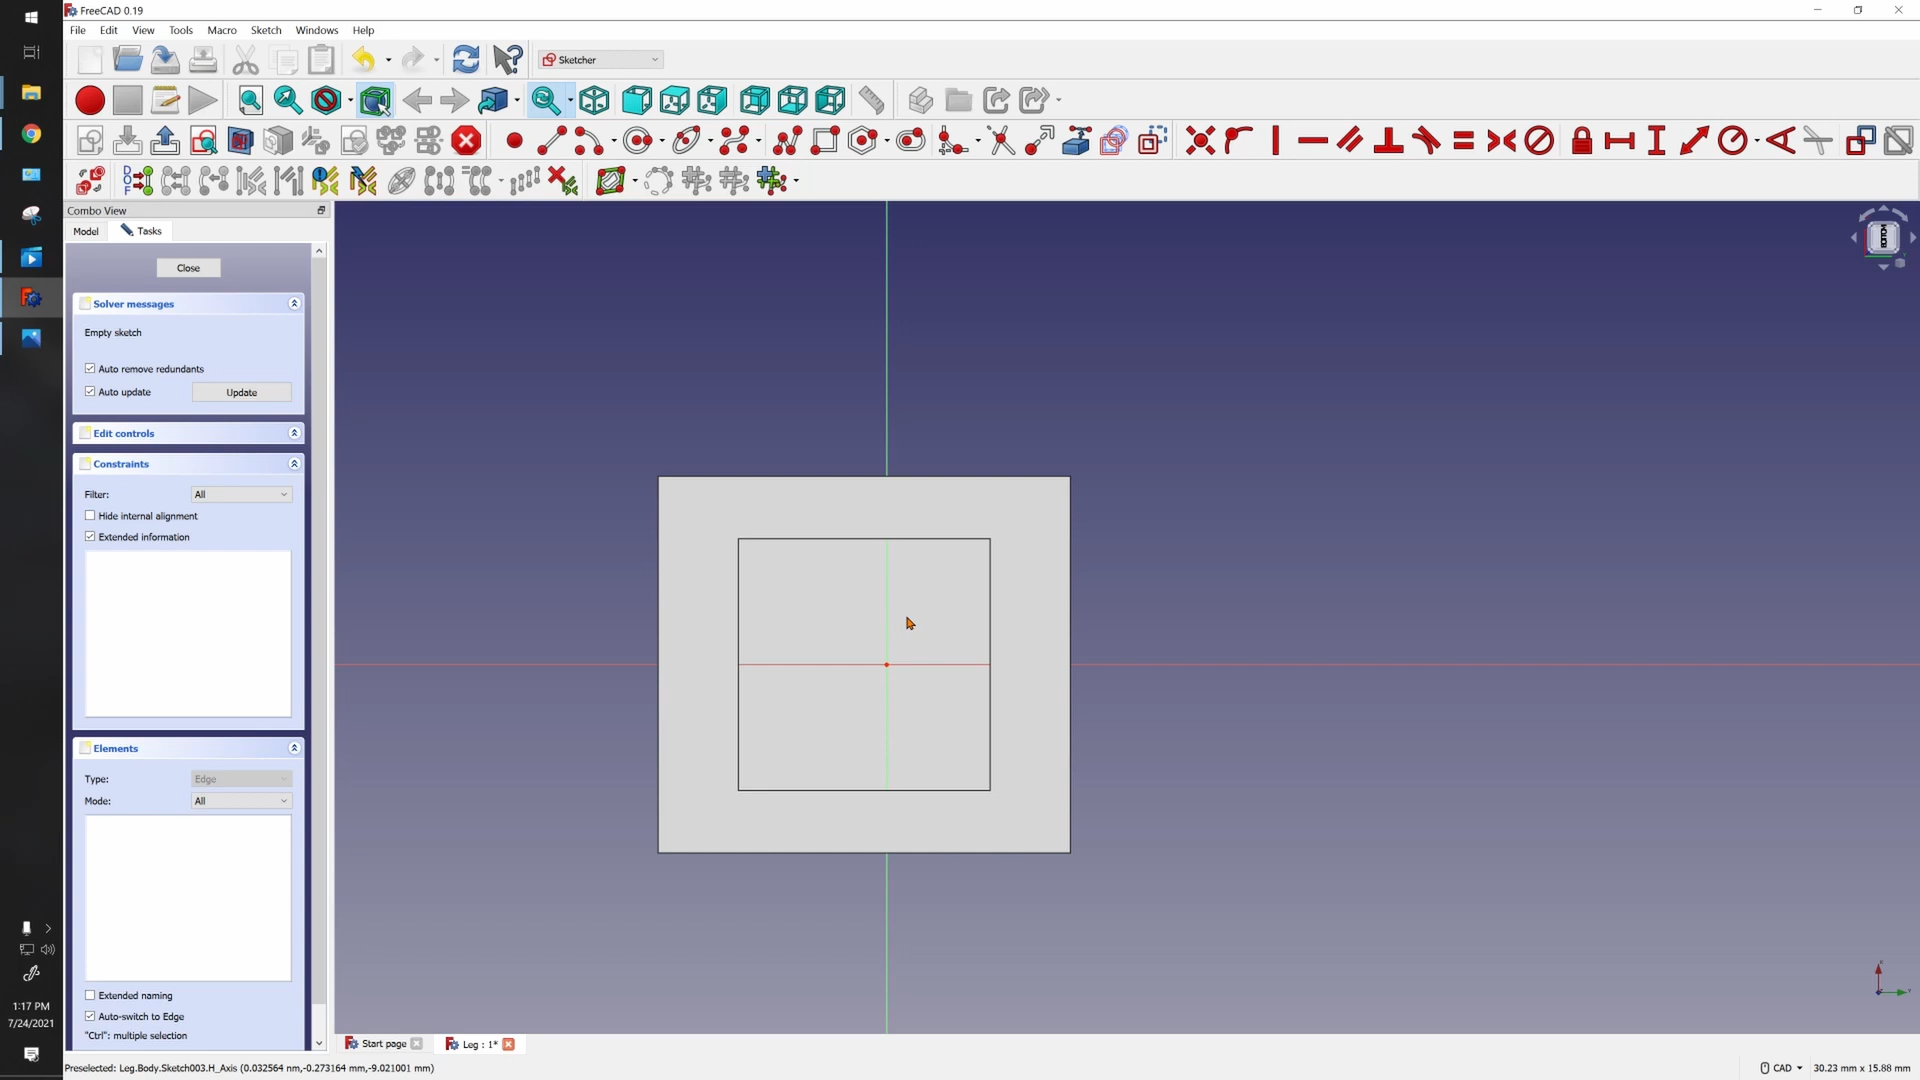 FreeCAD 0.19
File Edit View Tools Macro Sketch Windows Help
Sketcher
DOF
Combo View
Model Tasks
Close
Solver messages
Empty sketch
Auto remove redundants
Auto update Update
Edit controls
Constraints
Filter: All
Hide internal alignment
Extended information
Elements
Type: Edge
Mode: All
Extended naming
Auto-switch to Edge
"Ctrl": multiple selection
BOTTOM
1:17 PM
7/24/2021
Start page Leg : 1*
Preselected: Leg.Body.Sketch003.H_Axis (0.032564 nm,-0.273164 mm,-9.021001 mm)
CAD 30.23 mm x 15.88 mm